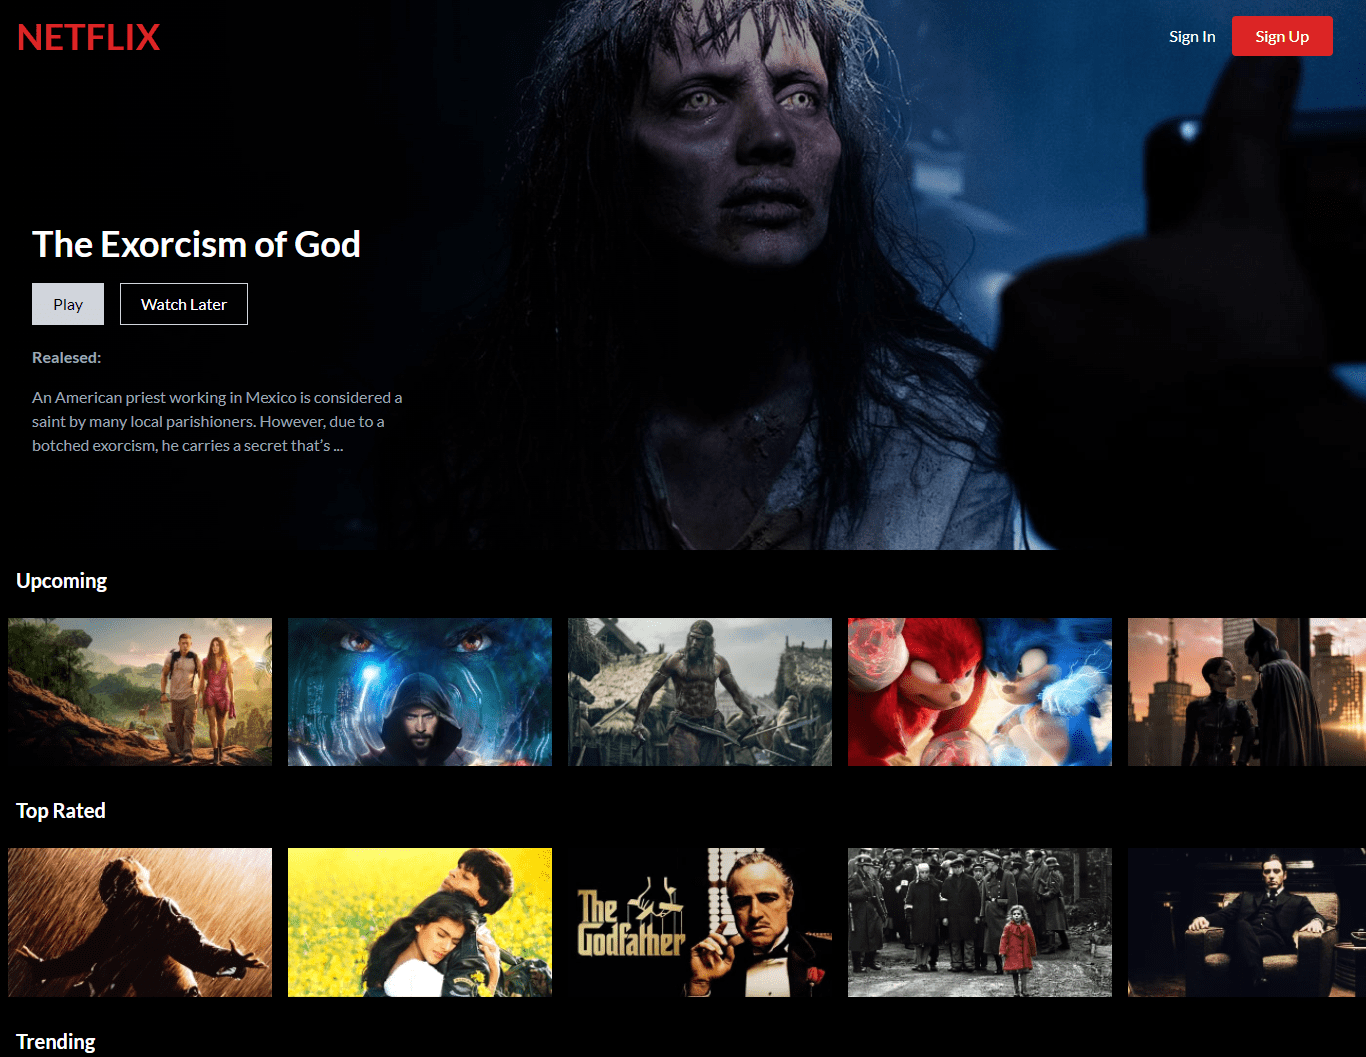 NETFLIX
Sign In
Sign Up
The Exorcism of God
Play
Watch Later
Realesed:
An American priest working in Mexico is considered a
saint by many local parishioners. However, due to a
botched exorcism, he carries a secret that’s ...
Upcoming
Top Rated
The
Godfather
Trending